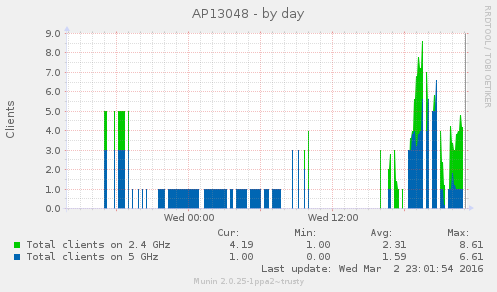 AP13048 - by day
RRDTOOL / TOBI OETIKER
Clients
9.0
8.0
7.0
6.0
5.0
4.0
3.0
2.0
1.0
0.0
Wed 00:00 Wed 12:00
Cur: Min: Avg: Max:
Total clients on 2.4 GHz 4.19 1.00 2.31 8.61
Total clients on 5 GHz 1.00 0.00 1.59 6.61
Last update: Wed Mar 2 23:01:54 2016
Munin 2.0.25-1ppa2~trusty